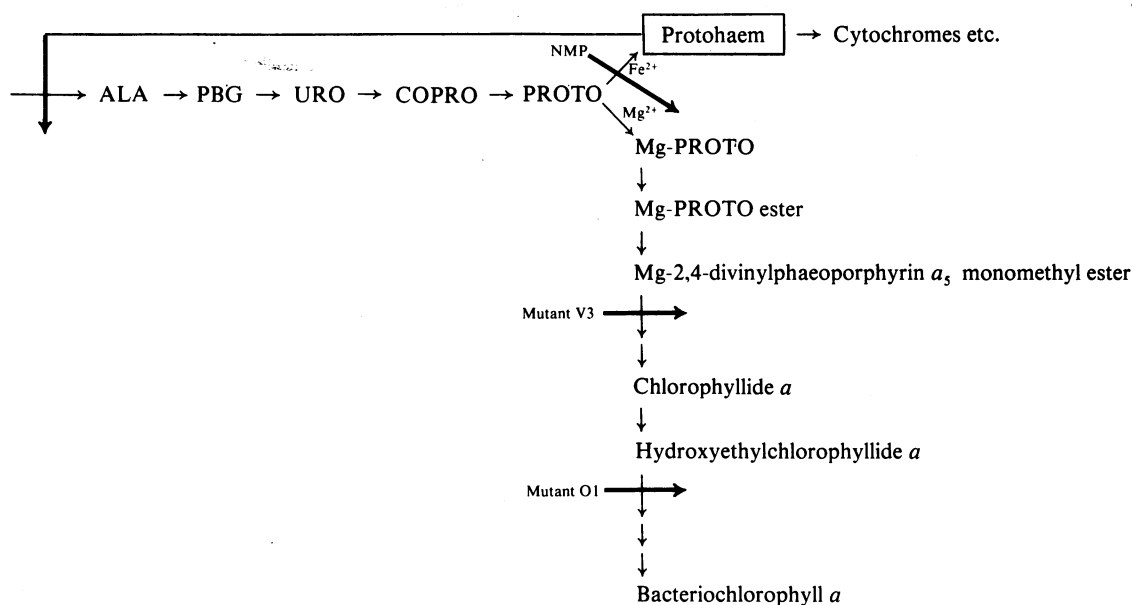 Protohaem → Cytochromes etc.
NMP
Fe²⁺
→ ALA → PBG → URO → COPRO → PROTO
Mg²⁺
Mg-PROTO
Mg-PROTO ester
Mg-2,4-divinylphaeoporphyrin a₅ monomethyl ester
Mutant V3
Chlorophyllide a
Hydroxyethylchlorophyllide a
Mutant O1
Bacteriochlorophyll a